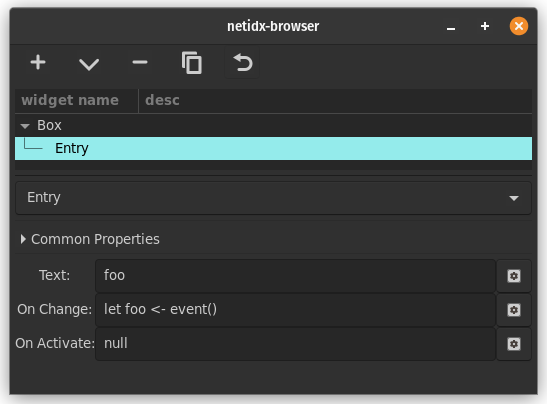 netidx-browser
widget name desc
Box
Entry
Entry
Common Properties
Text: foo
On Change: let foo <- event()
On Activate: null